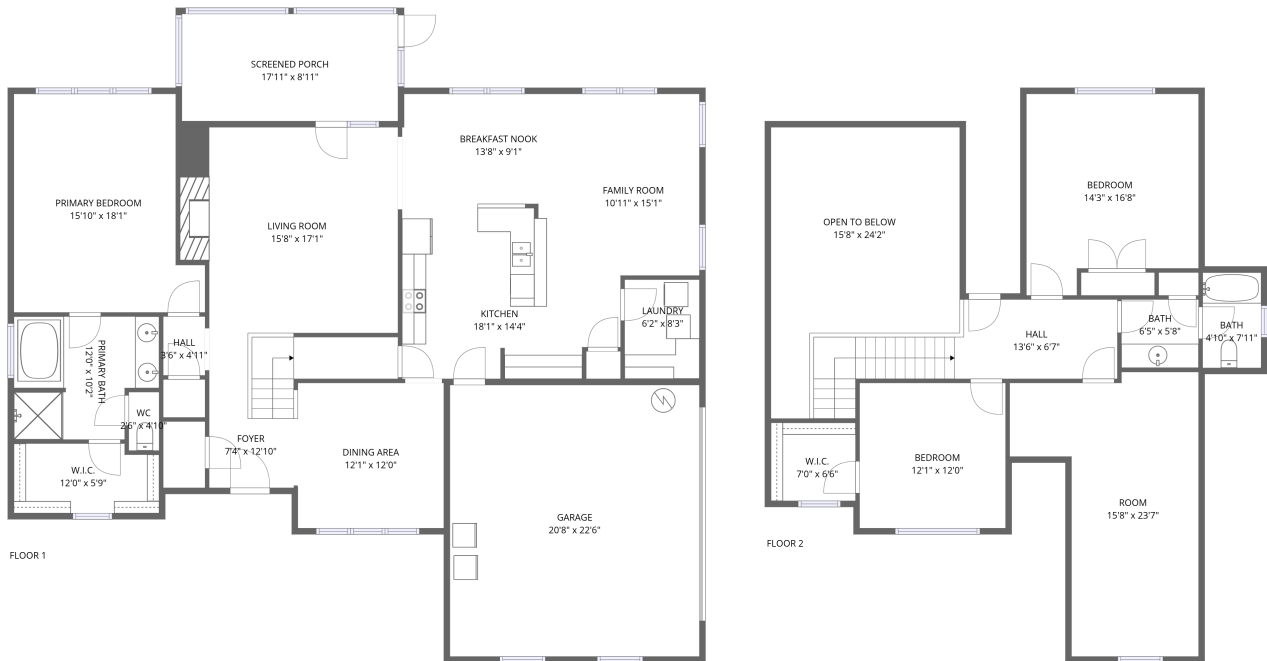 SCREENED PORCH
17'11" x 8'11"
BREAKFAST NOOK
13'8" x 9'1"
PRIMARY BEDROOM
15'10" x 18'1"
FAMILY ROOM
10'11" x 15'1"
LIVING ROOM
15'8" x 17'1"
KITCHEN
18'1" x 14'4"
LAUNDRY
6'2" x 8'3"
HALL
3'6" x 4'11"
PRIMARY BATH
12'0" x 10'2"
WC
2'6" x 4'10"
FOYER
7'4" x 12'10"
DINING AREA
12'1" x 12'0"
W.I.C.
12'0" x 5'9"
GARAGE
20'8" x 22'6"
FLOOR 1
BEDROOM
14'3" x 16'8"
OPEN TO BELOW
15'8" x 24'2"
HALL
13'6" x 6'7"
BATH
6'5" x 5'8"
BATH
4'10" x 7'11"
W.I.C.
7'0" x 6'6"
BEDROOM
12'1" x 12'0"
ROOM
15'8" x 23'7"
FLOOR 2